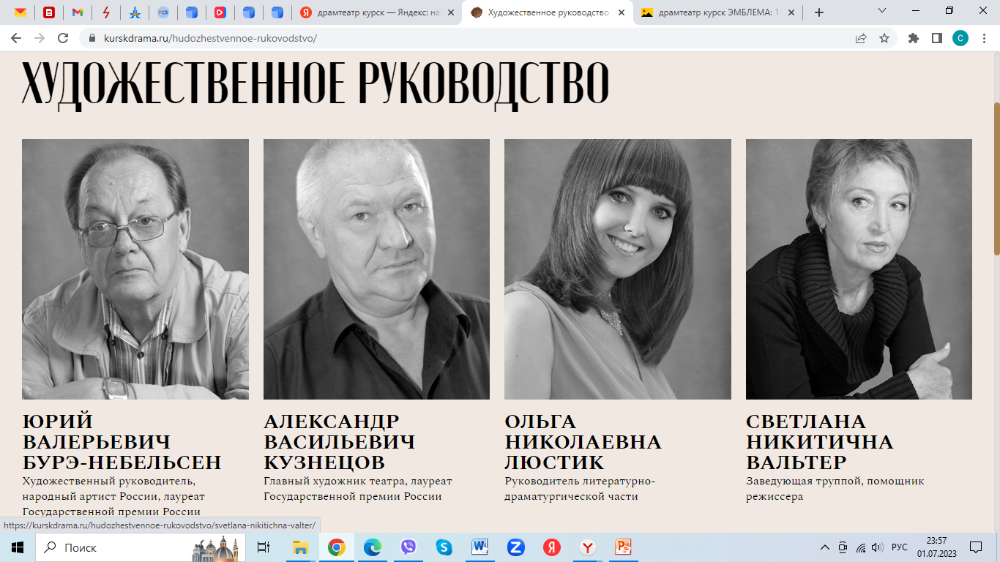 драмтеатр курск — Яндекс: на
Художественное руководство
драмтеатр курск ЭМБЛЕМА: 1
kurskdrama.ru/hudozhestvennoe-rukovodstvo/
С
ХУДОЖЕСТВЕННОЕ РУКОВОДСТВО
ЮРИЙ
ВАЛЕРЬЕВИЧ
БУРЭ-НЕБЕЛЬСЕН
Художественный руководитель,
народный артист России, лауреат
Государственной премии России
АЛЕКСАНДР
ВАСИЛЬЕВИЧ
КУЗНЕЦОВ
Главный художник театра, лауреат
Государственной премии России
ОЛЬГА
НИКОЛАЕВНА
ЛЮСТИК
Руководитель литературно-
драматургической части
СВЕТЛАНА
НИКИТИЧНА
ВАЛЬТЕР
Заведующая труппой, помощник
режиссера
https://kurskdrama.ru/hudozhestvennoe-rukovodstvo/svetlana-nikitichna-valter/
Поиск
РУС
23:57
01.07.2023